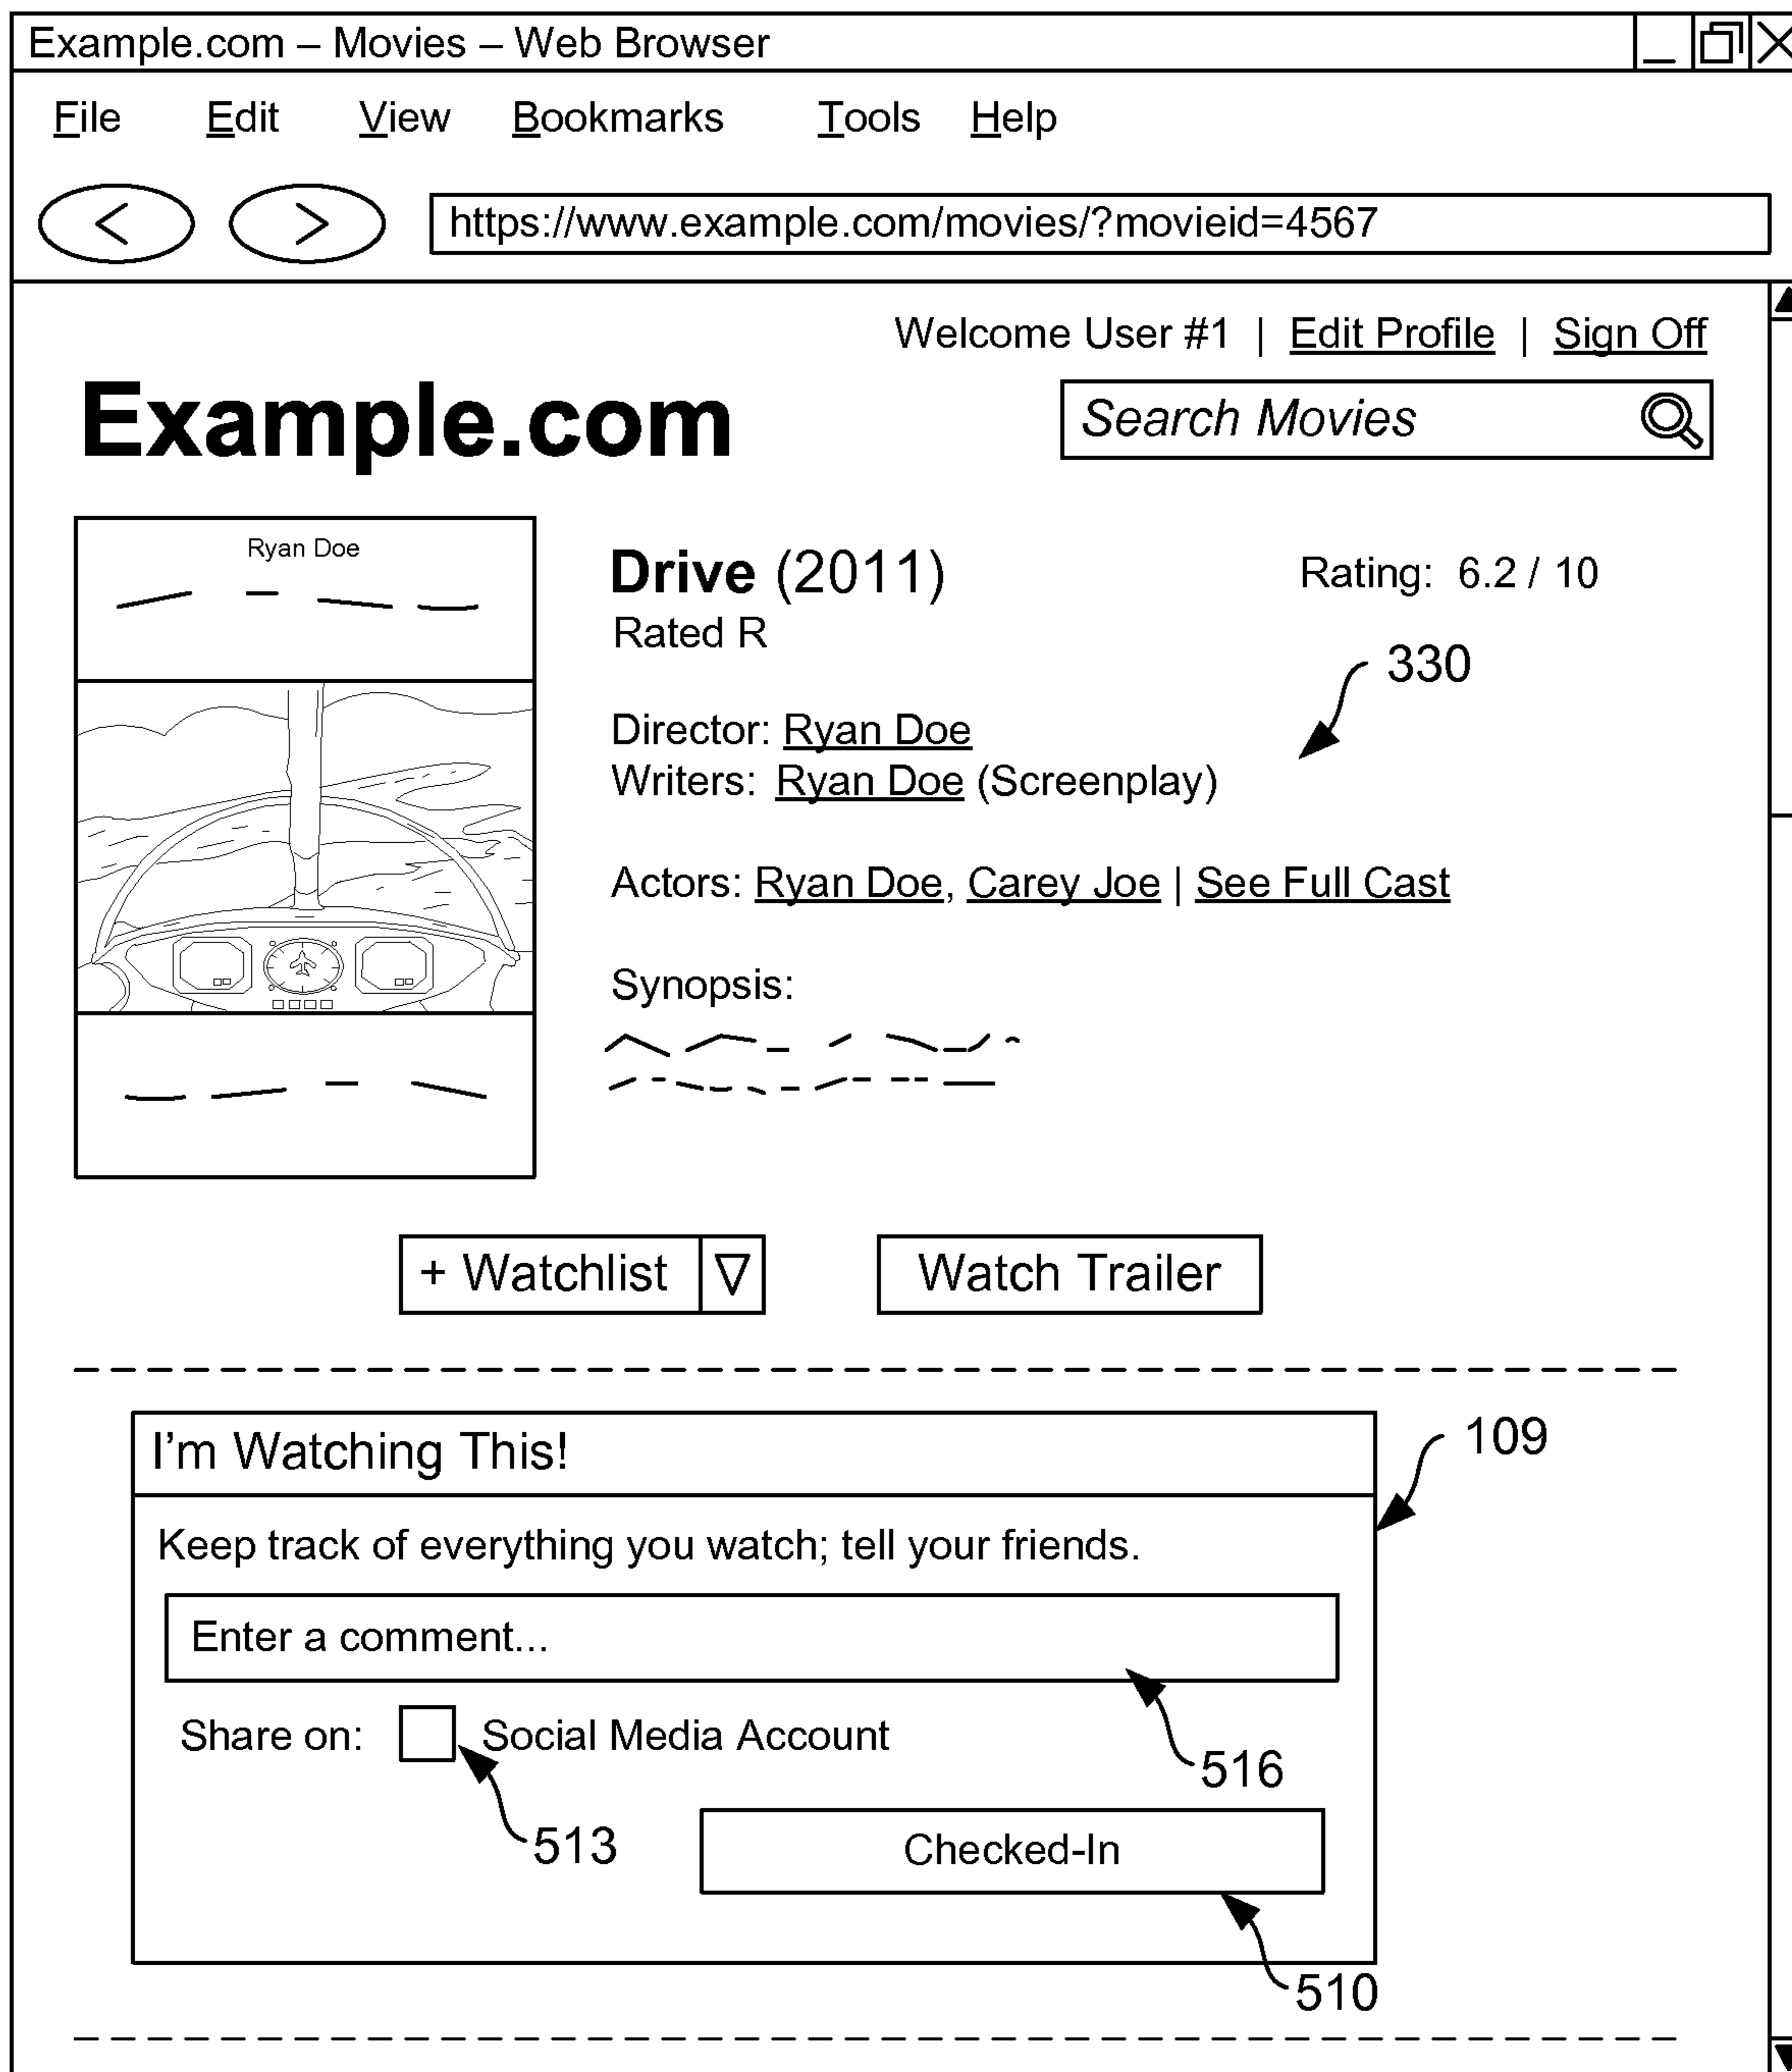 Example.com – Movies – Web Browser
File Edit View Bookmarks Tools Help
https://www.example.com/movies/?movieid=4567
Welcome User #1 | Edit Profile | Sign Off
Example.com
Search Movies
Ryan Doe
Drive (2011)
Rating: 6.2 / 10
Rated R
330
Director: Ryan Doe
Writers: Ryan Doe (Screenplay)
Actors: Ryan Doe, Carey Joe | See Full Cast
Synopsis:
+ Watchlist
Watch Trailer
I'm Watching This!
109
Keep track of everything you watch; tell your friends.
Enter a comment...
Share on: Social Media Account
516
513
Checked-In
510